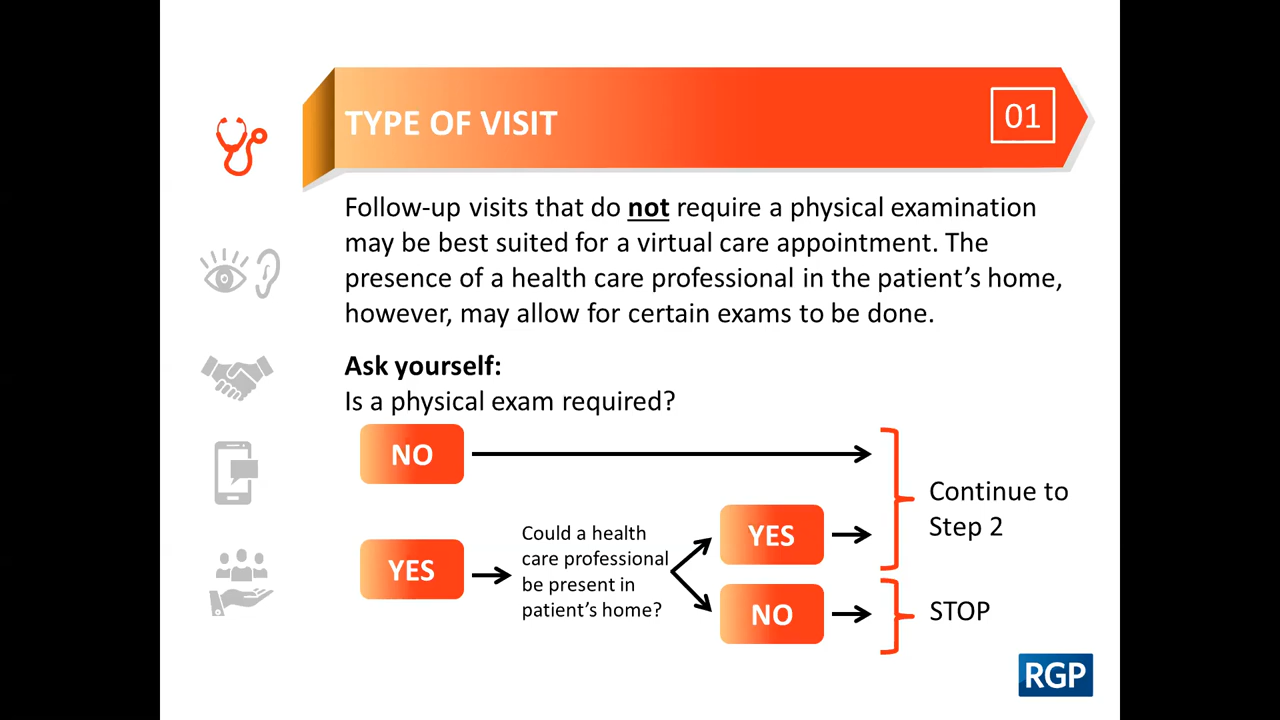 TYPE OF VISIT
01
Follow-up visits that do not require a physical examination
may be best suited for a virtual care appointment. The
presence of a health care professional in the patient’s home,
however, may allow for certain exams to be done.
Ask yourself:
Is a physical exam required?
NO
Continue to
Step 2
YES
Could a health
care professional
be present in
patient’s home?
YES
NO
STOP
RGP